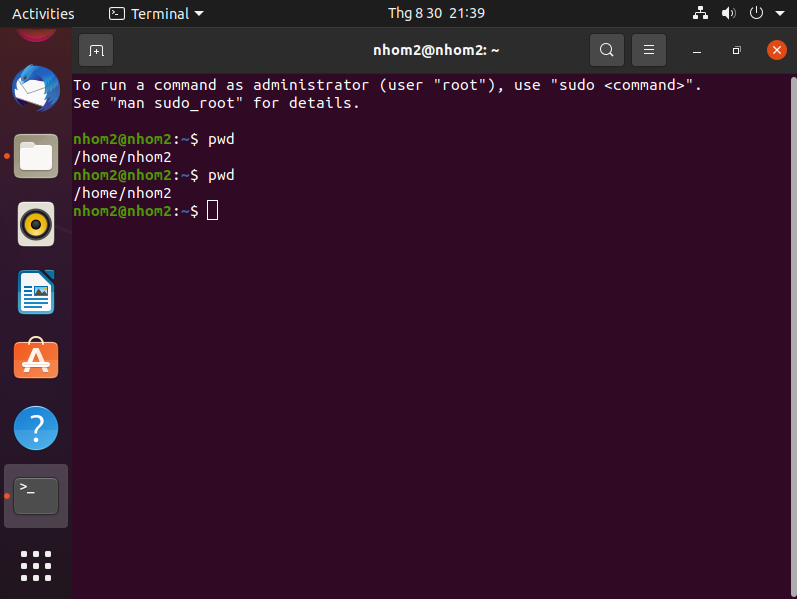 Activities Terminal Thg 8 30 21:39
nhom2@nhom2: ~
To run a command as administrator (user "root"), use "sudo <command>".
See "man sudo_root" for details.
nhom2@nhom2:~$ pwd
/home/nhom2
nhom2@nhom2:~$ pwd
/home/nhom2
nhom2@nhom2:~$